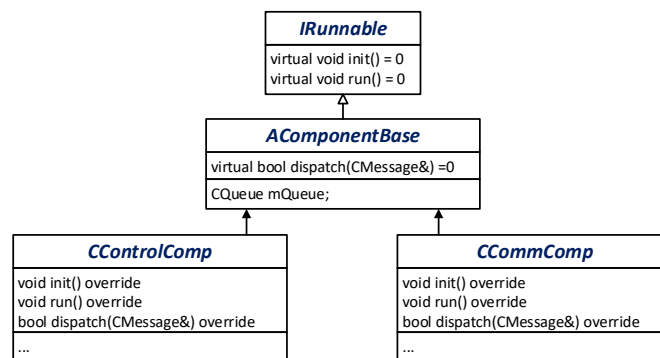 IRunnable
virtual void init() = 0
virtual void run() = 0
AComponentBase
virtual bool dispatch(CMessage&) =0
CQueue mQueue;
CControlComp
void init() override
void run() override
bool dispatch(CMessage&) override
...
CCommComp
void init() override
void run() override
bool dispatch(CMessage&) override
...